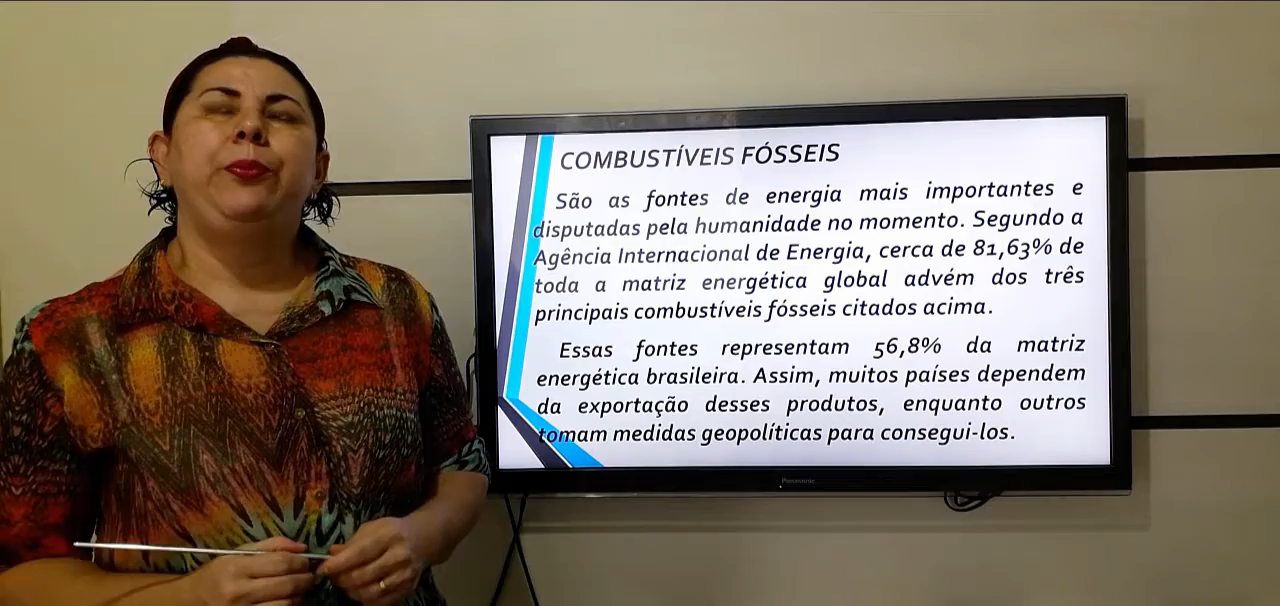 COMBUSTÍVEIS FÓSSEIS
São as fontes de energia mais importantes e
disputadas pela humanidade no momento. Segundo a
Agência Internacional de Energia, cerca de 81,63% de
toda a matriz energética global advém dos três
principais combustíveis fósseis citados acima.
Essas fontes representam 56,8% da matriz
energética brasileira. Assim, muitos países dependem
da exportação desses produtos, enquanto outros
tomam medidas geopolíticas para consegui-los.
Panasonic